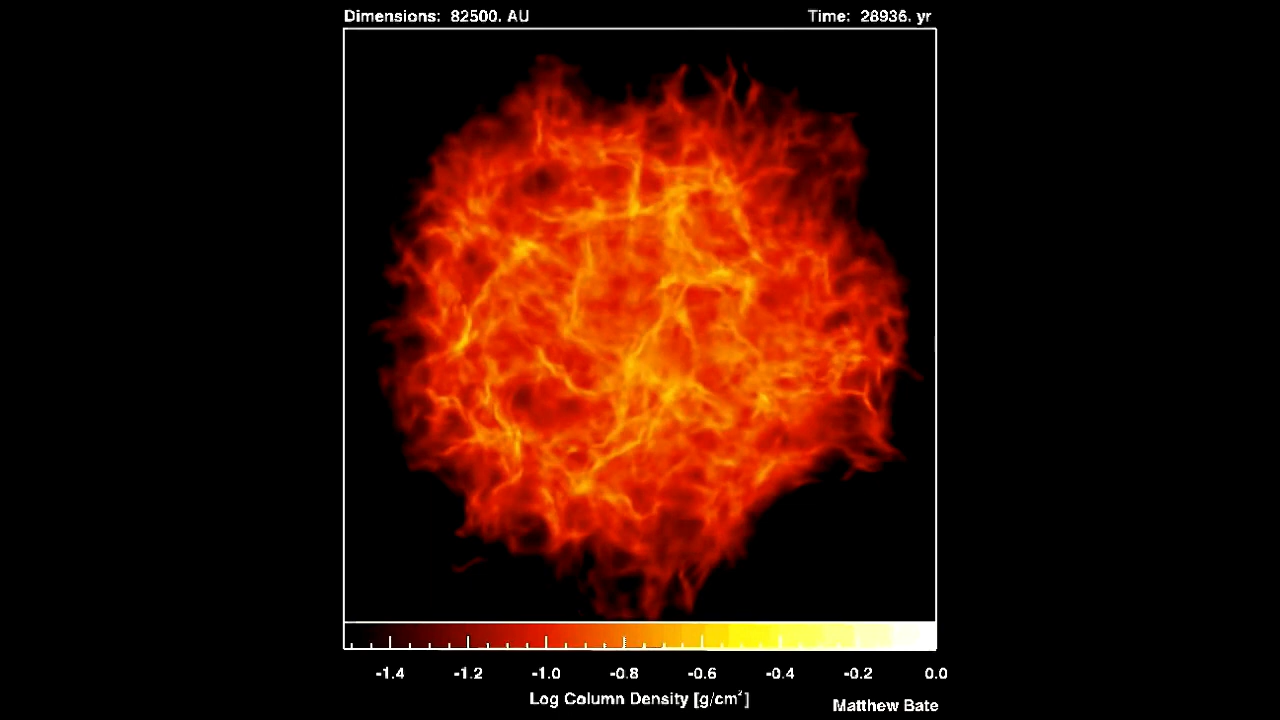 Dimensions: 82500. AU
Time: 28936. yr
-1.4 -1.2 -1.0 -0.8 -0.6 -0.4 -0.2 0.0
Log Column Density [g/cm²]
Matthew Bate